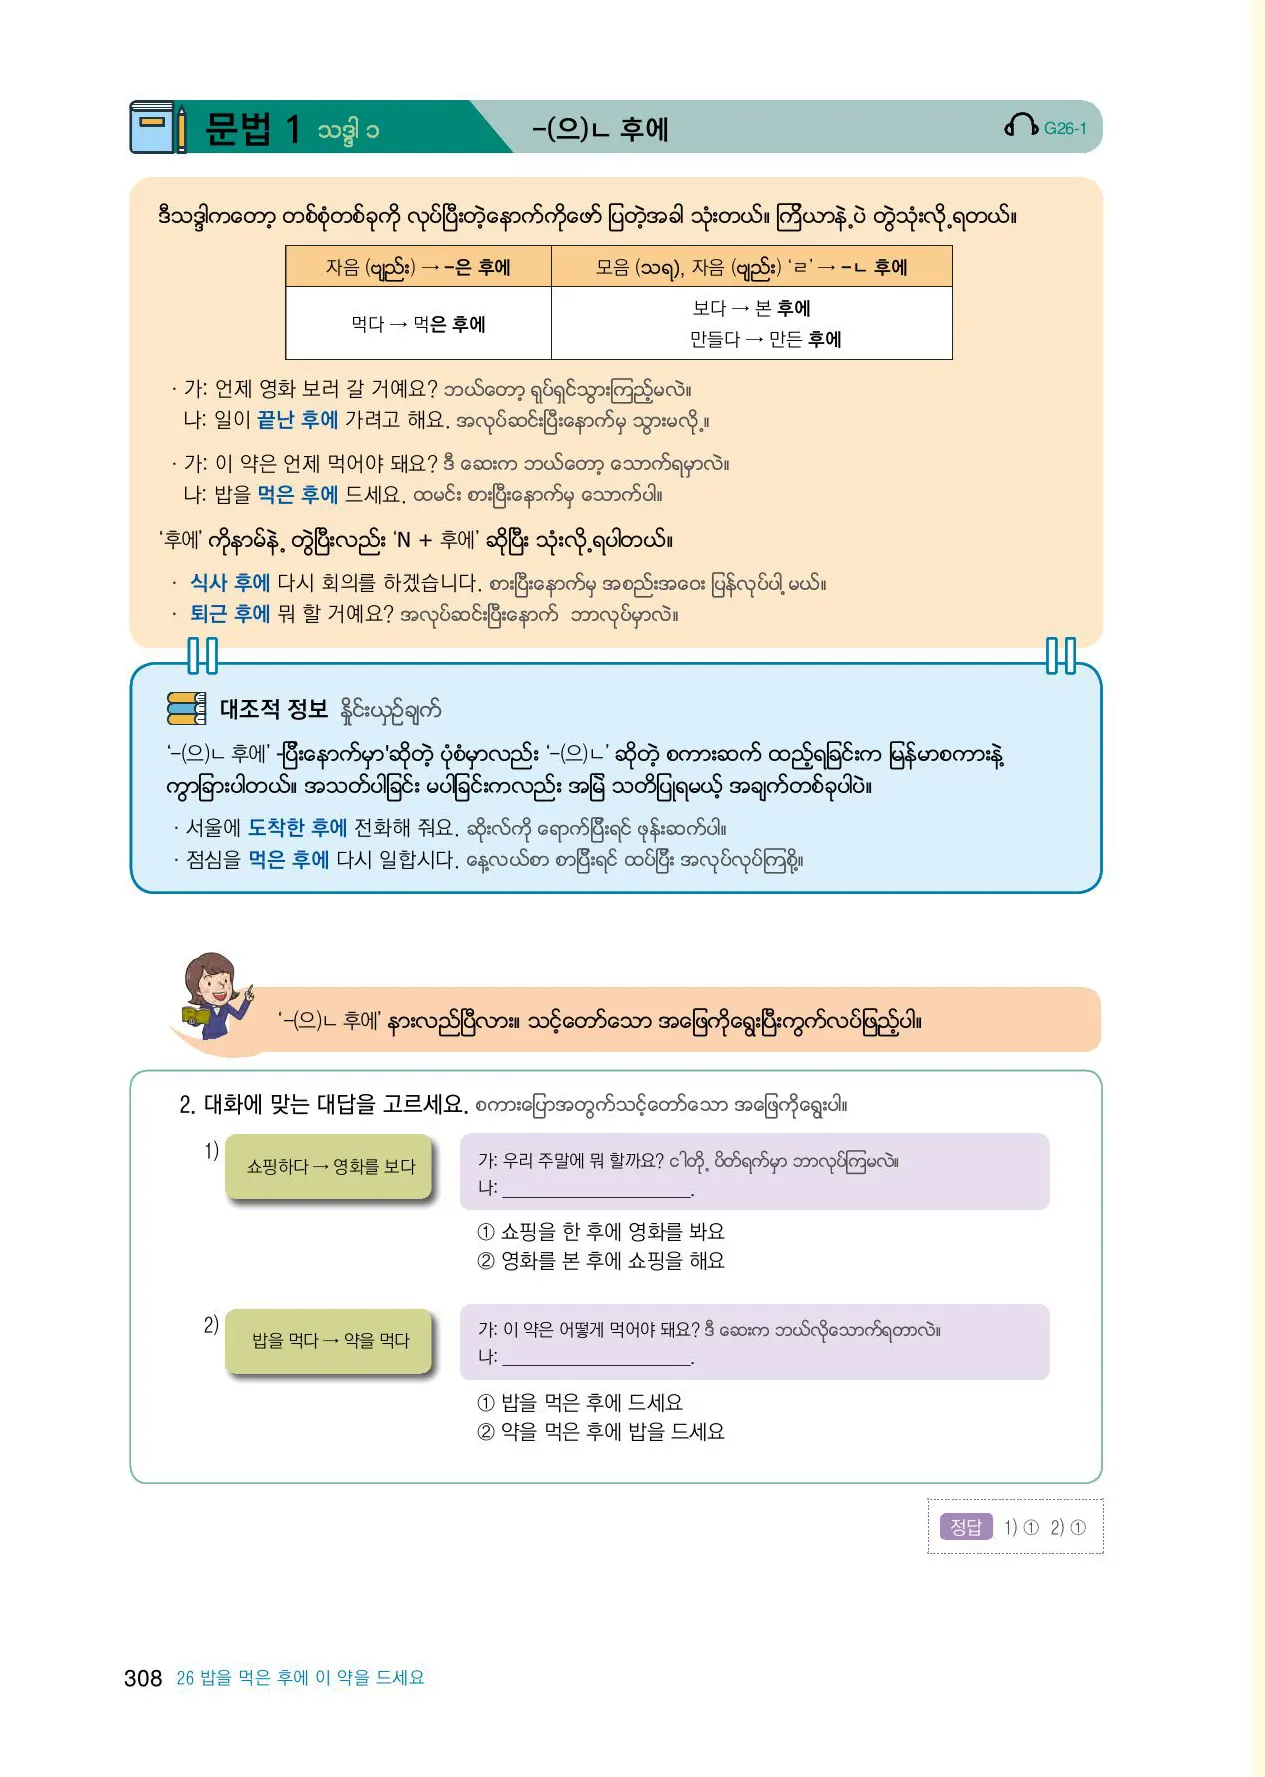 문법 1 သဒ္ဒါ ၁ -(으)ㄴ 후에 G26-1
ဒီသဒ္ဒါကတော့ တစ်စုံတစ်ခုကို လုပ်ပြီးတဲ့နောက်ကိုဖော် ပြတဲ့အခါ သုံးတယ်။ ကြိယာနဲ့ပဲ တွဲသုံးလို့ရတယ်။
자음 (ဗျည်း) → -은 후에 모음 (သရ), 자음 (ဗျည်း) ‘ㄹ’ → -ㄴ 후에
먹다 → 먹은 후에 보다 → 본 후에
만들다 → 만든 후에
· 가: 언제 영화 보러 갈 거예요? ဘယ်တော့ ရုပ်ရှင်သွားကြည့်မလဲ။
나: 일이 끝난 후에 가려고 해요. အလုပ်ဆင်းပြီးနောက်မှ သွားမလို့။
· 가: 이 약은 언제 먹어야 돼요? ဒီ ဆေးက ဘယ်တော့ သောက်ရမှာလဲ။
나: 밥을 먹은 후에 드세요. ထမင်း စားပြီးနောက်မှ သောက်ပါ။
‘후에’ ကိုနာမ်နဲ့ တွဲပြီးလည်း ‘N + 후에’ ဆိုပြီး သုံးလို့ရပါတယ်။
· 식사 후에 다시 회의를 하겠습니다. စားပြီးနောက်မှ အစည်းအဝေး ပြန်လုပ်ပါ့ မယ်။
· 퇴근 후에 뭐 할 거예요? အလုပ်ဆင်းပြီးနောက် ဘာလုပ်မှာလဲ။
대조적 정보 နှိုင်းယှဉ်ချက်
‘-(으)ㄴ 후에’ -ပြီးနောက်မှာ'ဆိုတဲ့ ပုံစံမှာလည်း ‘-(으)ㄴ’ ဆိုတဲ့ စကားဆက် ထည့်ရခြင်းက မြန်မာစကားနဲ့
ကွာခြားပါတယ်။ အသတ်ပါခြင်း မပါခြင်းကလည်း အမြဲ သတိပြုရမယ့် အချက်တစ်ခုပါပဲ။
· 서울에 도착한 후에 전화해 줘요. ဆိုးလ်ကို ရောက်ပြီးရင် ဖုန်းဆက်ပါ။
· 점심을 먹은 후에 다시 일합시다. နေ့လယ်စာ စာပြီးရင် ထပ်ပြီး အလုပ်လုပ်ကြစို့။
‘-(으)ㄴ 후에’ နားလည်ပြီလား။ သင့်တော်သော အဖြေကိုရွေးပြီးကွက်လပ်ဖြည့်ပါ။
2. 대화에 맞는 대답을 고르세요. စကားပြောအတွက်သင့်တော်သော အဖြေကိုရွေးပါ။
1) 쇼핑하다 → 영화를 보다 가: 우리 주말에 뭐 할까요? ငါတို့ ပိတ်ရက်မှာ ဘာလုပ်ကြမလဲ။
나: ____________________.
① 쇼핑을 한 후에 영화를 봐요
② 영화를 본 후에 쇼핑을 해요
2) 밥을 먹다 → 약을 먹다 가: 이 약은 어떻게 먹어야 돼요? ဒီ ဆေးက ဘယ်လိုသောက်ရတာလဲ။
나: ____________________.
① 밥을 먹은 후에 드세요
② 약을 먹은 후에 밥을 드세요
정답 1) ① 2) ①
308 26 밥을 먹은 후에 이 약을 드세요